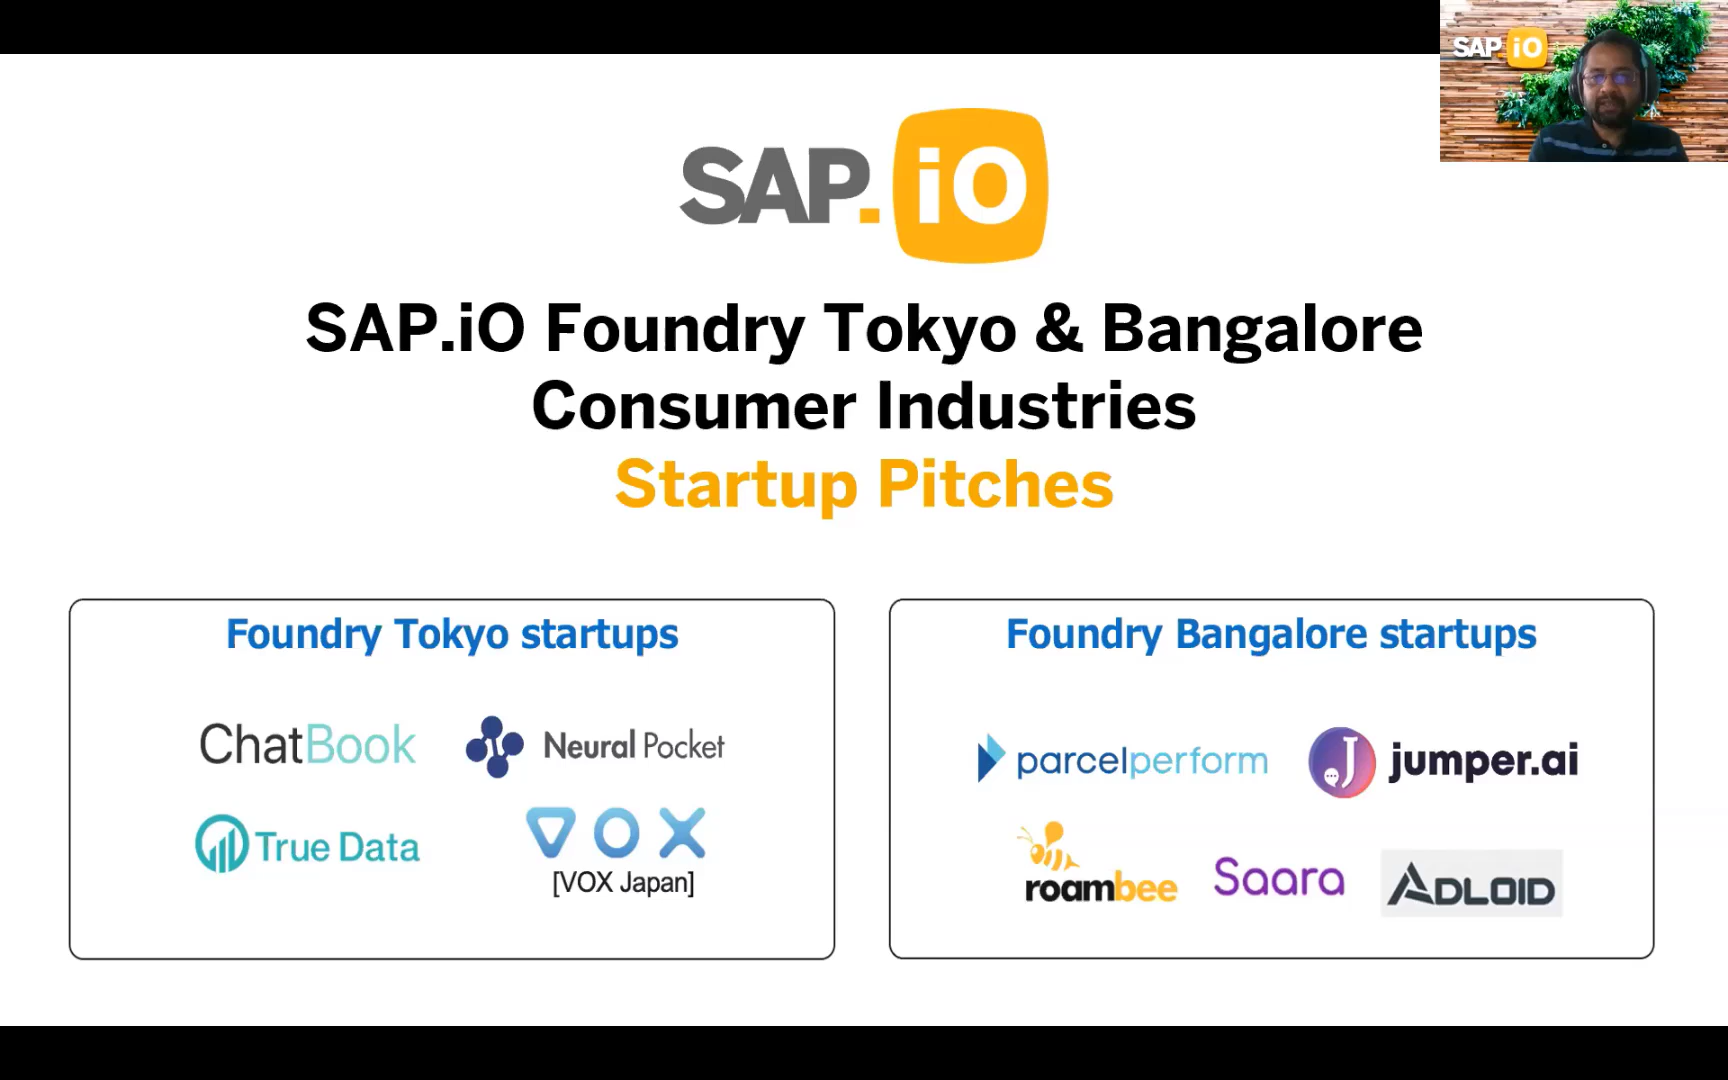 SAP iO
SAP.iO
SAP.iO Foundry Tokyo & Bangalore
Consumer Industries
Startup Pitches
Foundry Tokyo startups
ChatBook
Neural Pocket
True Data
VOX
[VOX Japan]
Foundry Bangalore startups
parcelperform
J jumper.ai
roambee
Saara
ADLOID